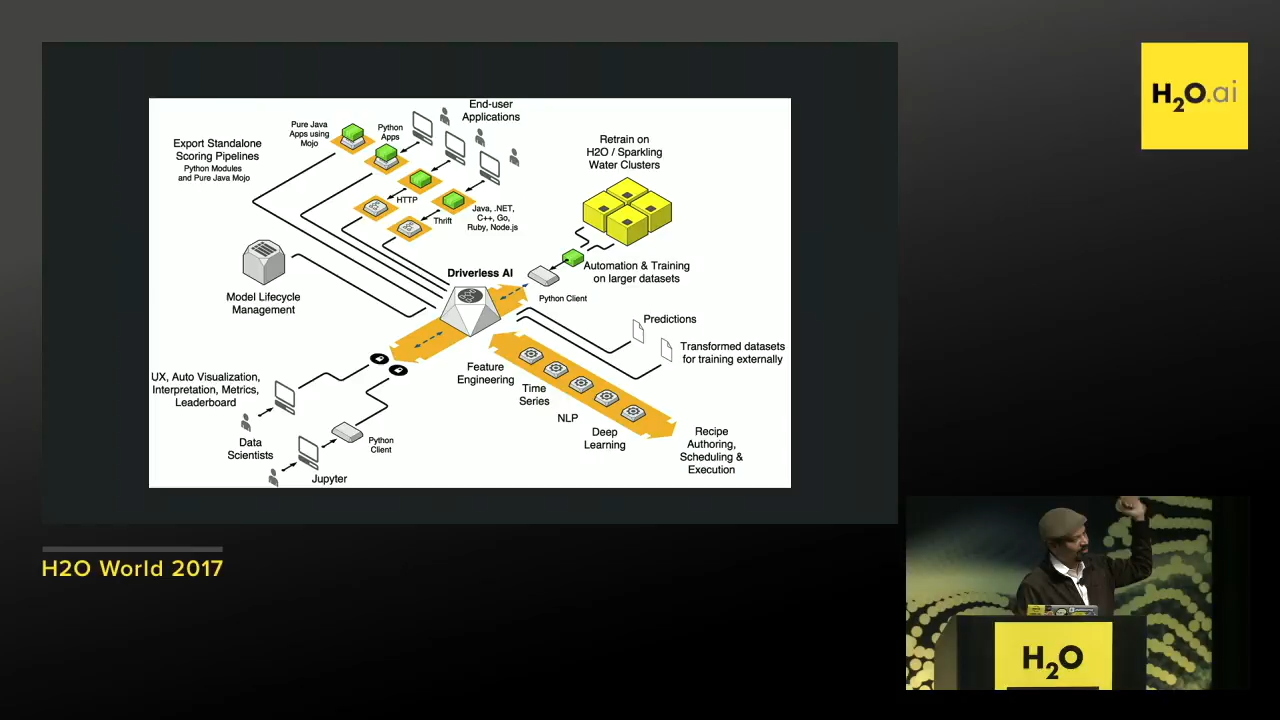 End-user
Applications
Pure Java
Apps using
Mojo
Python
Apps
Export Standalone
Scoring Pipelines
Python Modules
and Pure Java Mojo
HTTP
Thrift
Java, .NET,
C++, Go,
Ruby, Node.js
Retrain on
H2O / Sparkling
Water Clusters
Automation & Training
on larger datasets
Python Client
Driverless AI
Model Lifecycle
Management
Predictions
Transformed datasets
for training externally
Feature
Engineering
Time
Series
NLP
Deep
Learning
Recipe
Authoring,
Scheduling &
Execution
UX, Auto Visualization,
Interpretation, Metrics,
Leaderboard
Data
Scientists
Python
Client
Jupyter
H2O.ai
H2O World 2017
H2O